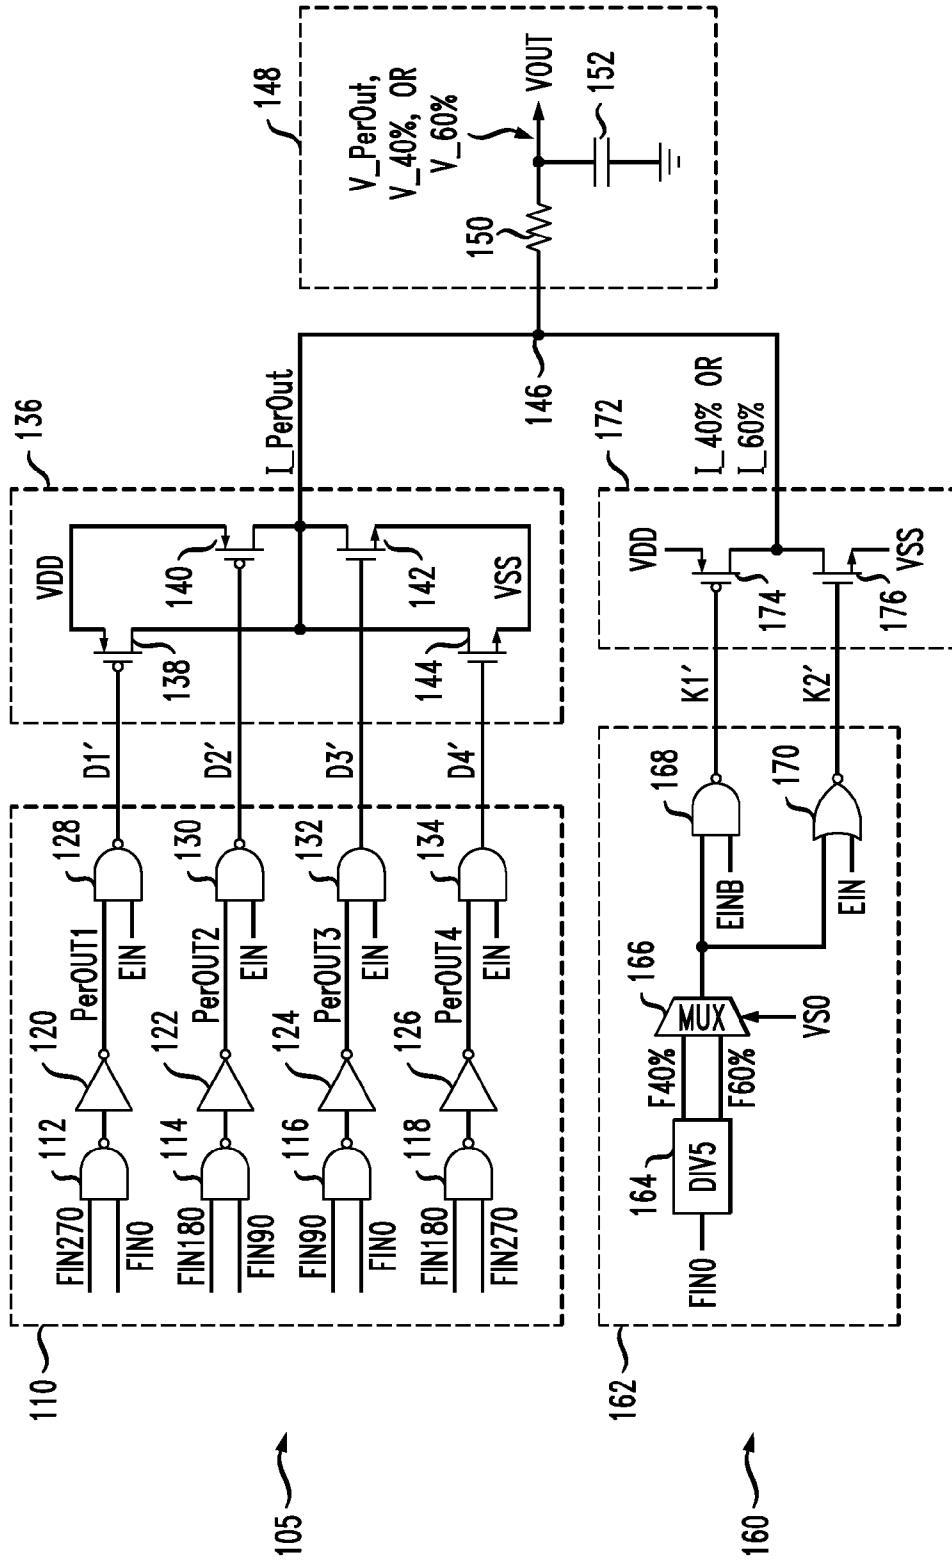 105
110
FIN270
FIN0
112
120
PerOUT1
EIN
128
D1′
FIN180
FIN90
114
122
PerOUT2
EIN
130
D2′
FIN90
FIN0
116
124
PerOUT3
EIN
132
D3′
FIN180
FIN270
118
126
PerOUT4
EIN
134
D4′
136
VDD
138
140
142
144
VSS
I_PerOut
146
148
150
V_PerOut,
V_40%, OR
V_60%
VOUT
152
160
162
FIN0
164
DIV5
F40%
F60%
166
MUX
VSO
EINB
168
EIN
170
K1′
K2′
172
VDD
174
176
VSS
I_40% OR
I_60%